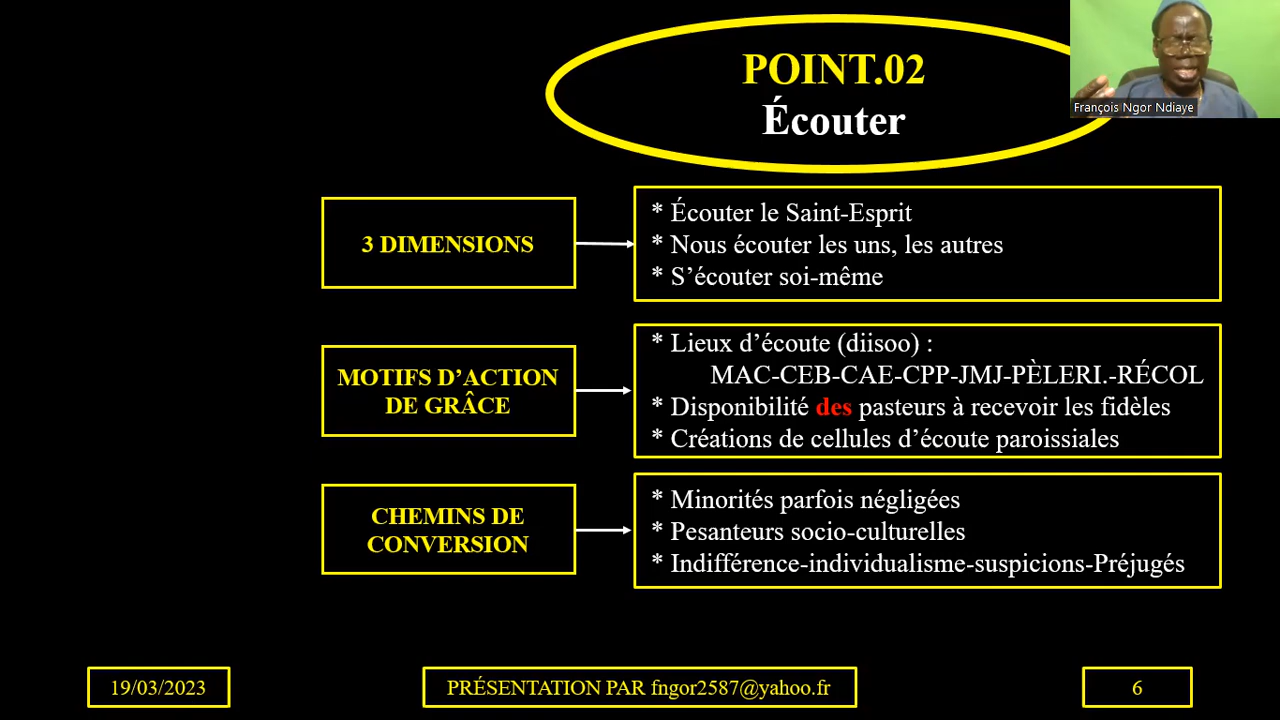 POINT.02
Écouter
François Ngor Ndiaye
3 DIMENSIONS
* Écouter le Saint-Esprit
* Nous écouter les uns, les autres
* S’écouter soi-même
MOTIFS D’ACTION
DE GRÂCE
* Lieux d’écoute (diisoo) :
MAC-CEB-CAE-CPP-JMJ-PÈLERI.-RÉCOL
* Disponibilité des pasteurs à recevoir les fidèles
* Créations de cellules d’écoute paroissiales
CHEMINS DE
CONVERSION
* Minorités parfois négligées
* Pesanteurs socio-culturelles
* Indifférence-individualisme-suspicions-Préjugés
19/03/2023
PRÉSENTATION PAR fngor2587@yahoo.fr
6